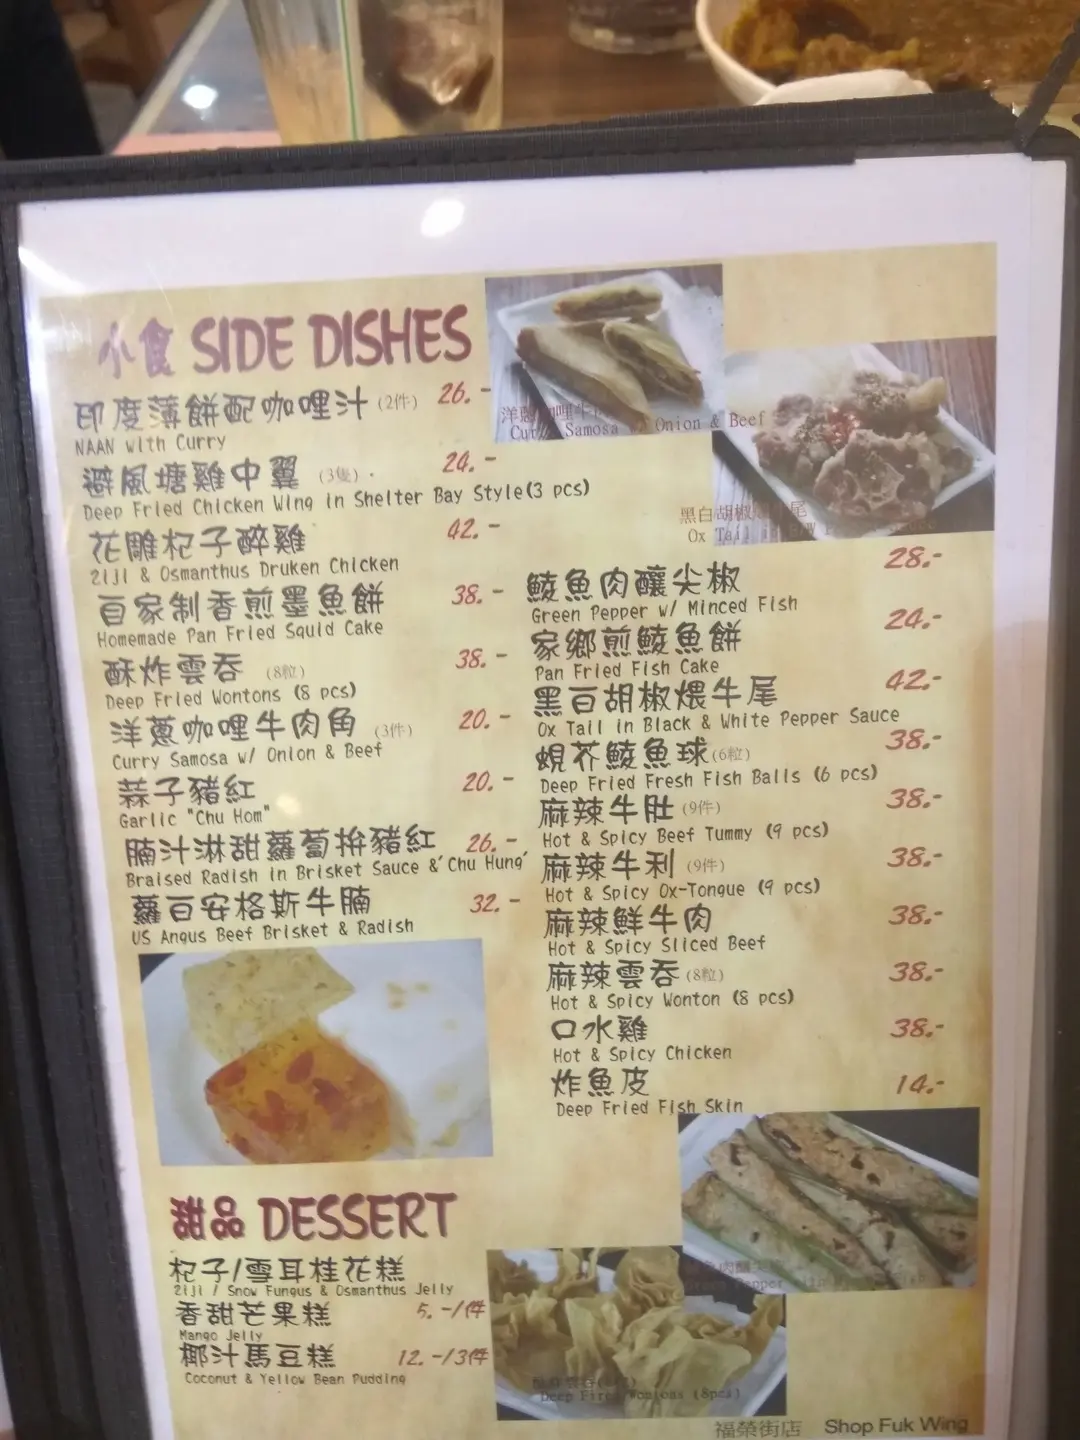 小食 SIDE DISHES
印度薄餅配咖哩汁 (2件) 26.-
NAAN with Curry
避風塘雞中翼 (3隻) 24.-
Deep Fried Chicken Wing in Shelter Bay Style(3 pcs)
花雕杞子醉雞 42.-
ZiJi & Osmanthus Druken Chicken
自家制香煎墨魚餅 38.-
Homemade Pan Fried Squid Cake
酥炸雲吞 (8粒) 38.-
Deep Fried Wontons (8 pcs)
洋蔥咖哩牛肉角 (3件) 20.-
Curry Samosa w/ Onion & Beef
蒜子豬紅 20.-
Garlic "Chu Hom"
腩汁淋甜蘿蔔拚豬紅 26.-
Braised Radish in Brisket Sauce &'Chu Hung'
蘿白安格斯牛腩 32.-
US Angus Beef Brisket & Radish
Samosa Onion & Beef
黑白胡椒 尾
Ox Tail
鯪魚肉釀尖椒 28.-
Green Pepper w/ Minced Fish
家鄉煎鯪魚餅 24.-
Pan Fried Fish Cake
黑白胡椒煨牛尾 42.-
Ox Tail in Black & White Pepper Sauce
蜆芥鯪魚球(6粒) 38.-
Deep Fried Fresh Fish Balls (6 pcs)
麻辣牛肚 (9件) 38.-
Hot & Spicy Beef Tummy (9 pcs)
麻辣牛利 (9件) 38.-
Hot & Spicy Ox-Tongue (9 pcs)
麻辣鮮牛肉 38.-
Hot & Spicy Sliced Beef
麻辣雲吞 (8粒) 38.-
Hot & Spicy Wonton (8 pcs)
口水雞 38.-
Hot & Spicy Chicken
炸魚皮 14.-
Deep Fried Fish Skin
甜品 DESSERT
杞子/雪耳桂花糕
ZiJi / Snow Fungus & Osmanthus Jelly
香甜芒果糕 5.-/1件
Mango Jelly
椰汁馬豆糕 12.-/3件
Coconut & Yellow Bean Pudding
Pepper
Deep Fired Wontons (8pcs)
福榮街店 Shop Fuk Wing